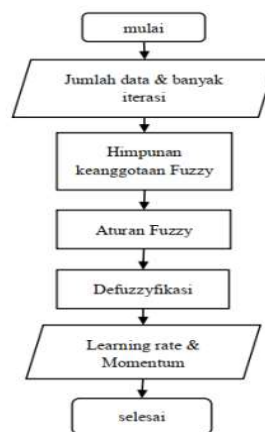 mulai
Jumlah data & banyak
iterasi
Himpunan
keanggotaan Fuzzy
Aturan Fuzzy
Defuzzyfikasi
Learning rate &
Momentum
selesai